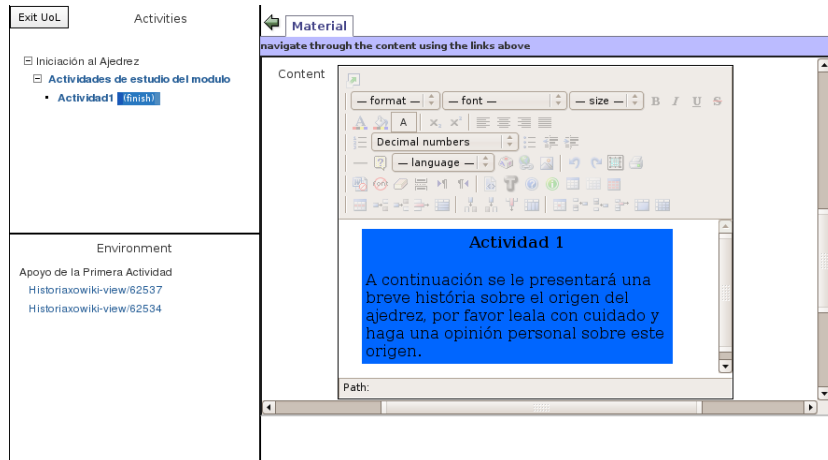 Exit UoL
Activities
Iniciación al Ajedrez
Actividades de estudio del modulo
Actividad1 (finish)
Environment
Apoyo de la Primera Actividad
Historiaxowiki-view/62537
Historiaxowiki-view/62534
Material
navigate through the content using the links above
Content
— format — — font — — size — B I U S
A A x, x'
Decimal numbers
— language —
Actividad 1
A continuación se le presentará una
breve história sobre el origen del
ajedrez, por favor leala con cuidado y
haga una opinión personal sobre este
origen.
Path: